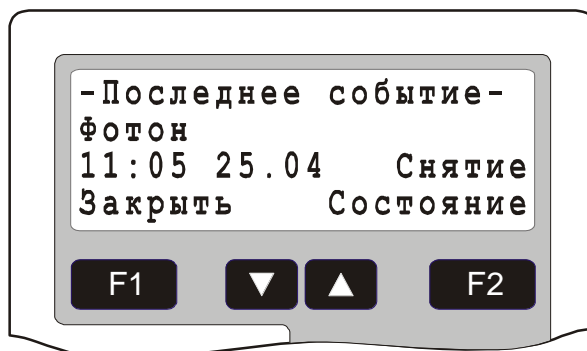 -Последнее событие-
Фотон
11:05 25.04 Снятие
Закрыть Состояние
F1 F2